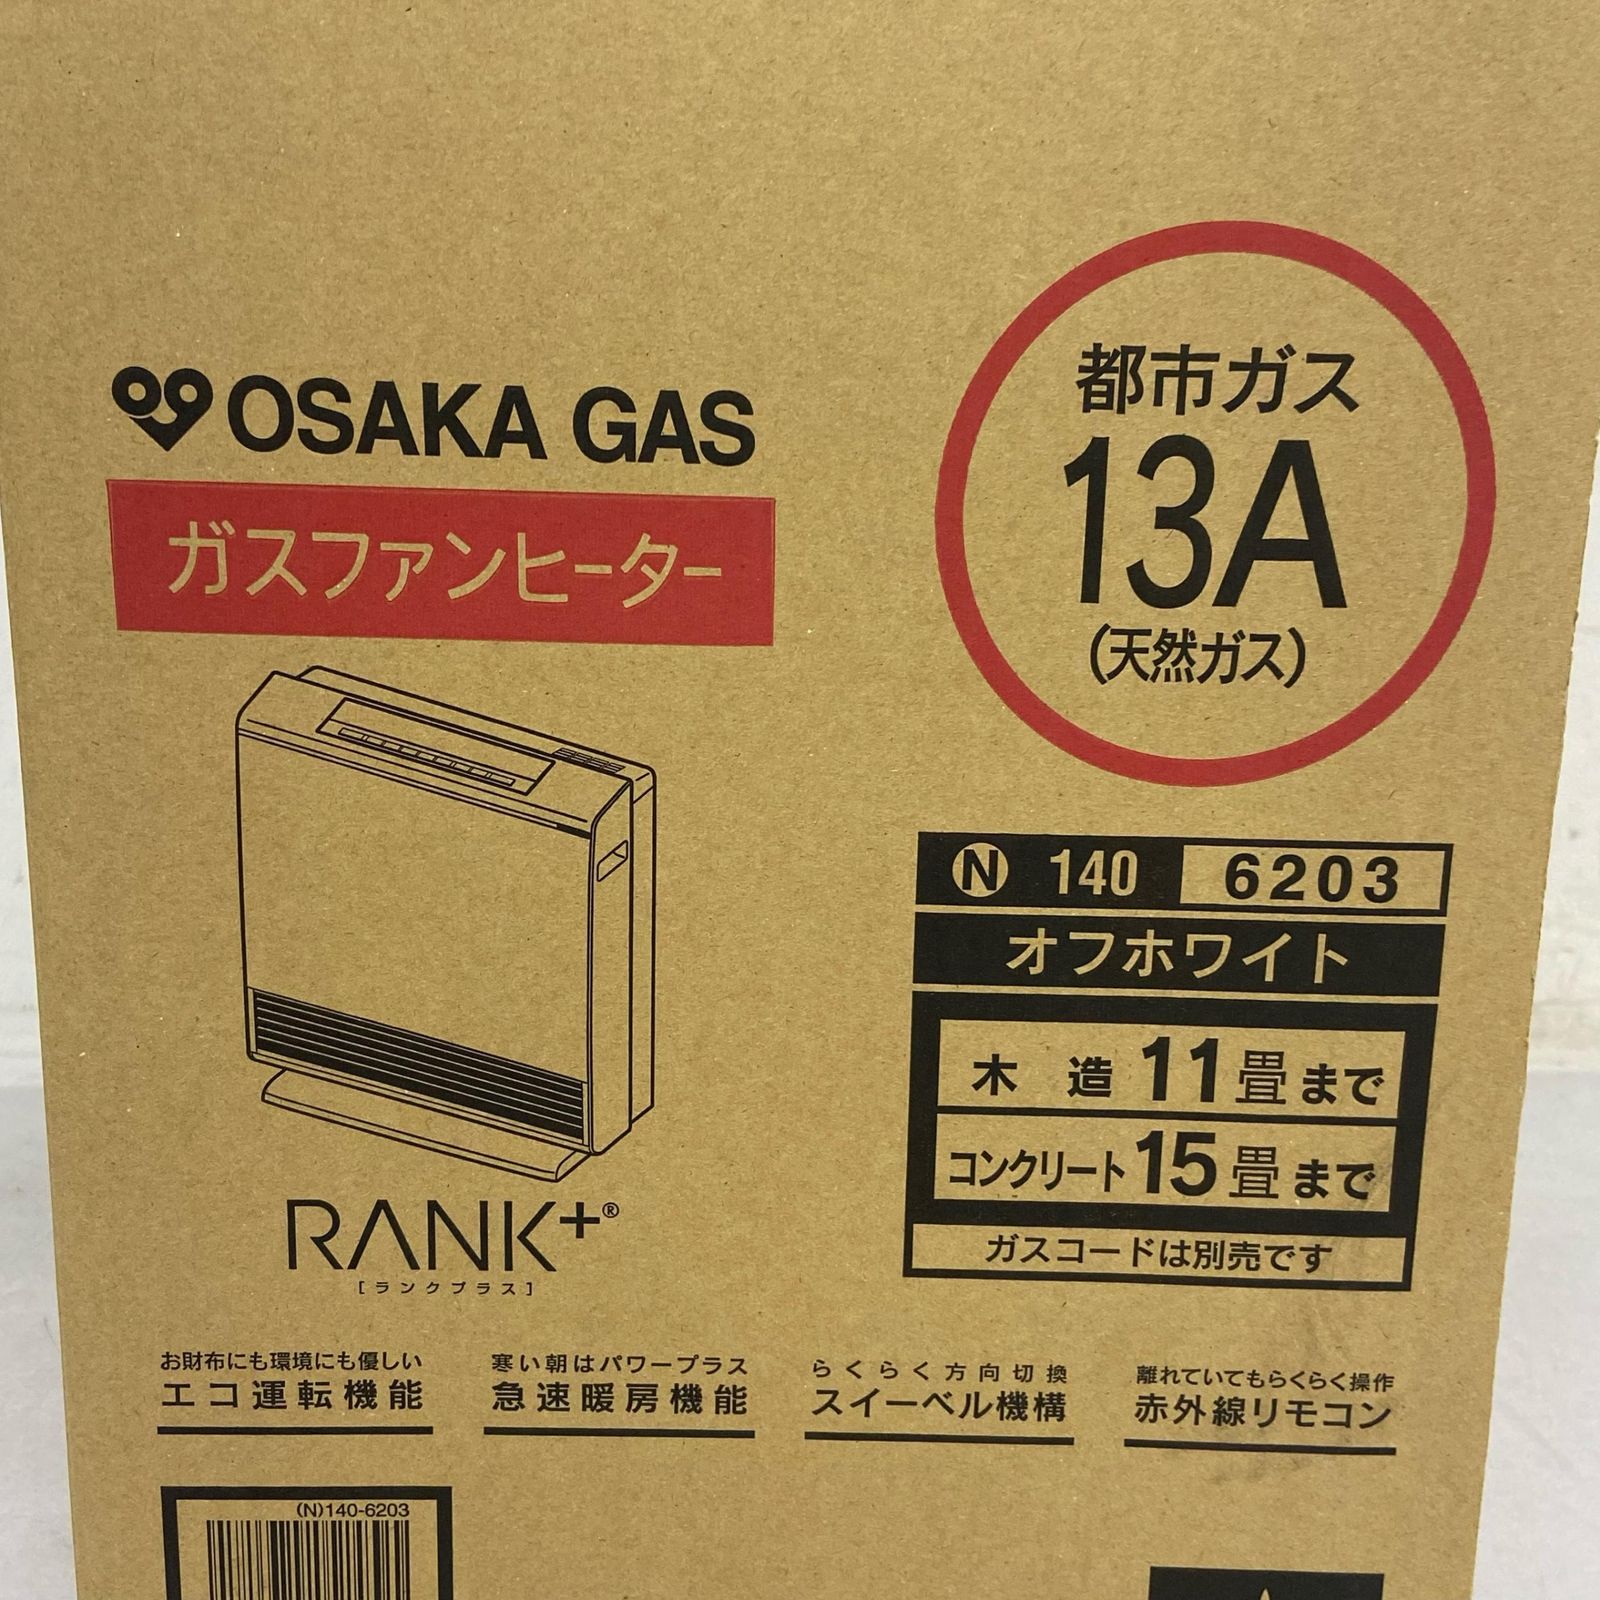 OSAKA GAS
ガスファンヒーター
都市ガス
13A
(天然ガス)
N 140 6203
オフホワイト
木造 11畳まで
コンクリート 15畳まで
ガスコードは別売です
RANK+®
[ランクプラス]
お財布にも環境にも優しい
エコ運転機能
寒い朝はパワープラス
急速暖房機能
らくらく方向切換
スイーベル機構
離れていてもらくらく操作
赤外線リモコン
(N)140-6203